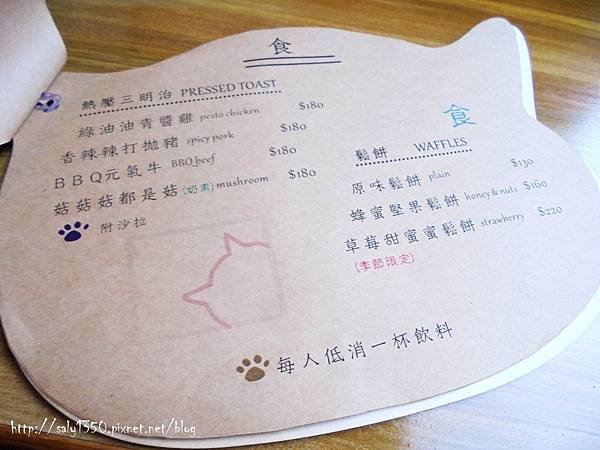 食
熱壓三明治 PRESSED TOAST
綠油油青醬雞 pesto chicken $180
香辣辣打拋豬 spicy pork $180
BBQ元氣牛 BBQ beef $180
菇菇菇都是菇(奶素) mushroom $180
附沙拉
食
鬆餅 WAFFLES
原味鬆餅 plain $130
蜂蜜堅果鬆餅 honey & nuts $160
草莓甜蜜蜜鬆餅 strawberry $220
(季節限定)
每人低消一杯飲料
http://saly1350.pixnet.net/blog